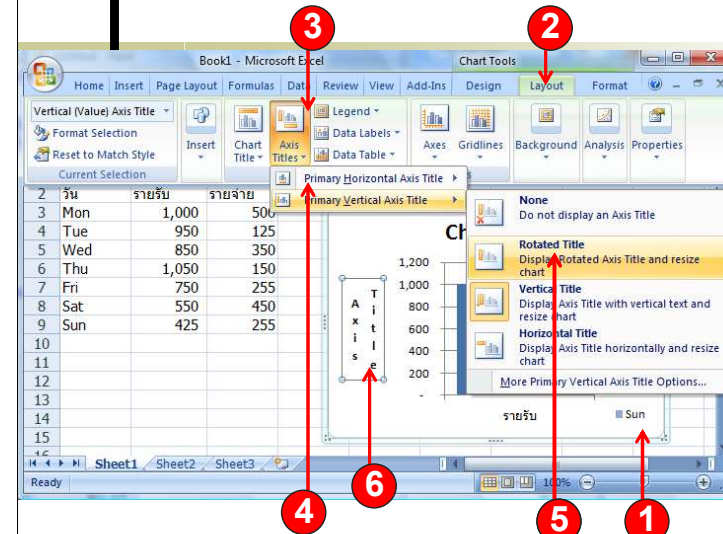 3
2
Book1 - Microsoft Excel
Chart Tools
Home Insert Page Layout Formulas Data Review View Add-Ins Design Layout Format
Vertical (Value) Axis Title
Format Selection
Reset to Match Style
Current Selection
Insert
Chart Title
Axis Titles
Legend
Data Labels
Data Table
Axes
Gridlines
Background
Analysis
Properties
Primary Horizontal Axis Title
Primary Vertical Axis Title
None
Do not display an Axis Title
Rotated Title
Display Rotated Axis Title and resize
chart
Vertical Title
Display Axis Title with vertical text and
resize chart
Horizontal Title
Display Axis Title horizontally and resize
chart
More Primary Vertical Axis Title Options...
2 วัน รายรับ รายจ่าย
3 Mon 1,000 500
4 Tue 950 125
5 Wed 850 350
6 Thu 1,050 150
7 Fri 750 255
8 Sat 550 450
9 Sun 425 255
10
11
12
13
14
15
16
1,200
1,000
800
600
400
200
-
Axis Title
รายรับ
Sun
Sheet1 Sheet2 Sheet3
Ready
100%
4
6
5
1